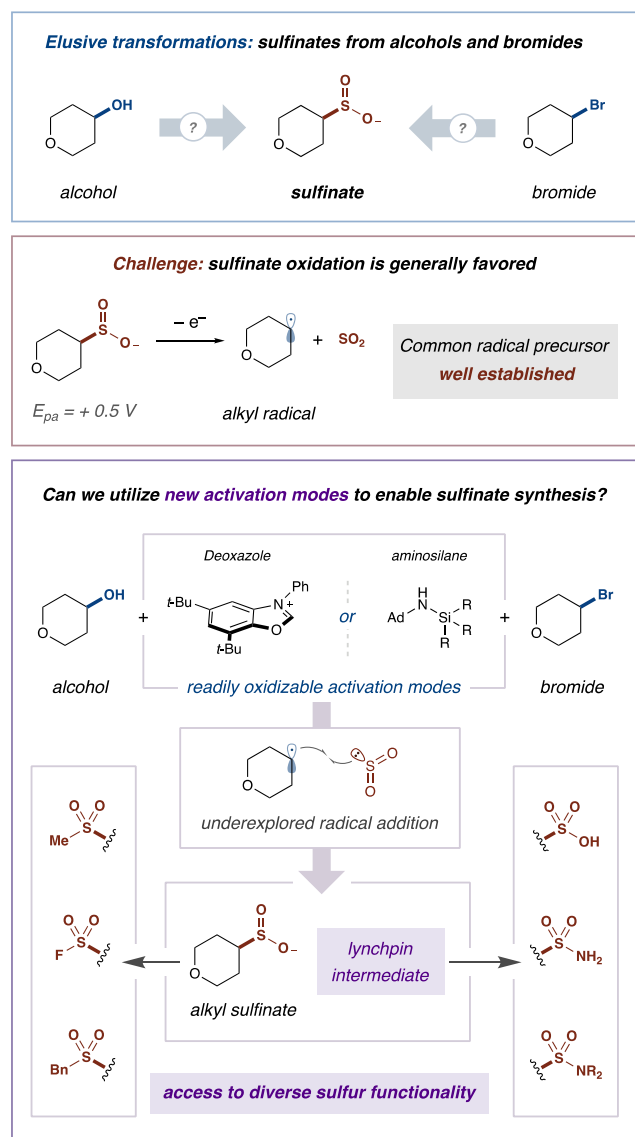 Elusive transformations: sulfinates from alcohols and bromides
OH
O
?
O
S
O–
O
?
Br
O
alcohol
sulfinate
bromide
Challenge: sulfinate oxidation is generally favored
O
S
O–
O
– e–
O
+ SO2
Common radical precursor
well established
Epa = + 0.5 V
alkyl radical
Can we utilize new activation modes to enable sulfinate synthesis?
Deoxazole
aminosilane
OH
O
+
t-Bu
Ph
N+
O
t-Bu
or
H
N
Ad
Si
R
R
R
+
Br
O
alcohol
readily oxidizable activation modes
bromide
O
S
O
O
underexplored radical addition
O O
S
Me
O O
S
OH
O O
S
F
O
S
O–
O
lynchpin
intermediate
alkyl sulfinate
O O
S
NH2
O O
S
Bn
O O
S
NR2
access to diverse sulfur functionality